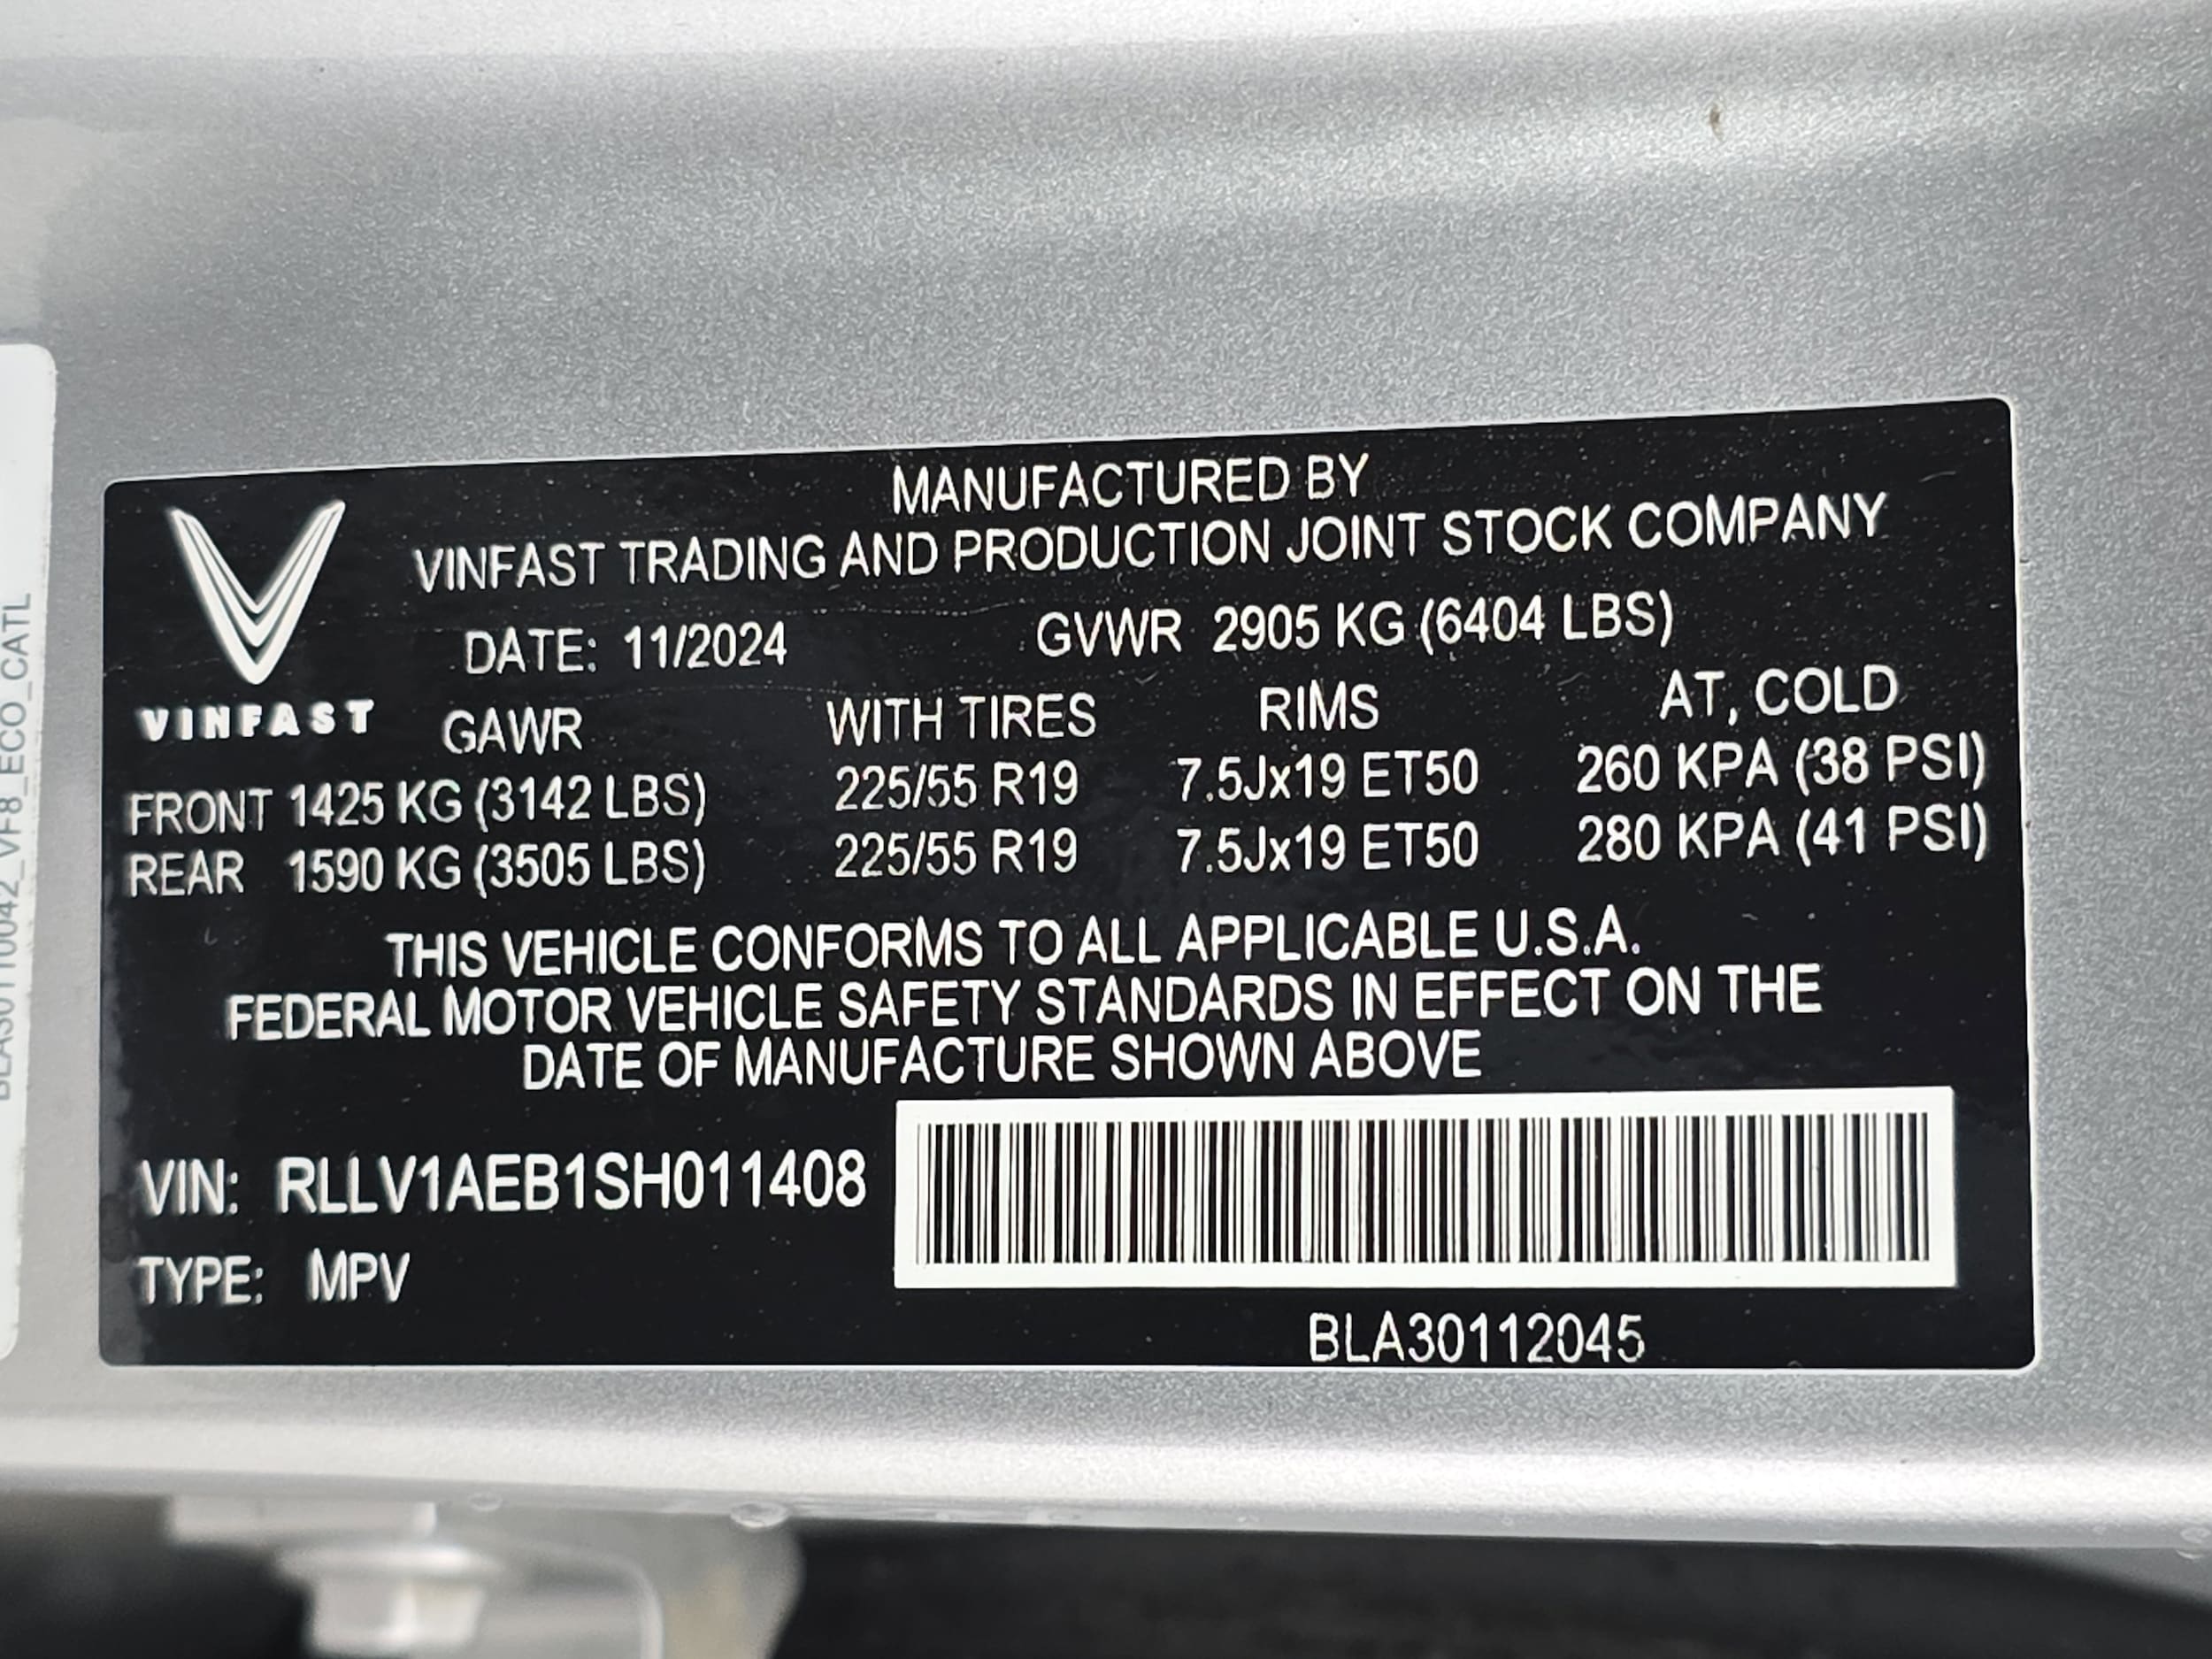 MANUFACTURED BY
VINFAST TRADING AND PRODUCTION JOINT STOCK COMPANY
DATE: 11/2024 GVWR 2905 KG (6404 LBS)
VINFAST
GAWR WITH TIRES RIMS AT, COLD
FRONT 1425 KG (3142 LBS) 225/55 R19 7.5Jx19 ET50 260 KPA (38 PSI)
REAR 1590 KG (3505 LBS) 225/55 R19 7.5Jx19 ET50 280 KPA (41 PSI)
THIS VEHICLE CONFORMS TO ALL APPLICABLE U.S.A.
FEDERAL MOTOR VEHICLE SAFETY STANDARDS IN EFFECT ON THE
DATE OF MANUFACTURE SHOWN ABOVE
VIN: RLLV1AEB1SH011408
TYPE: MPV
BLA30112045
BLA30110042_VF8_ECO_CATL